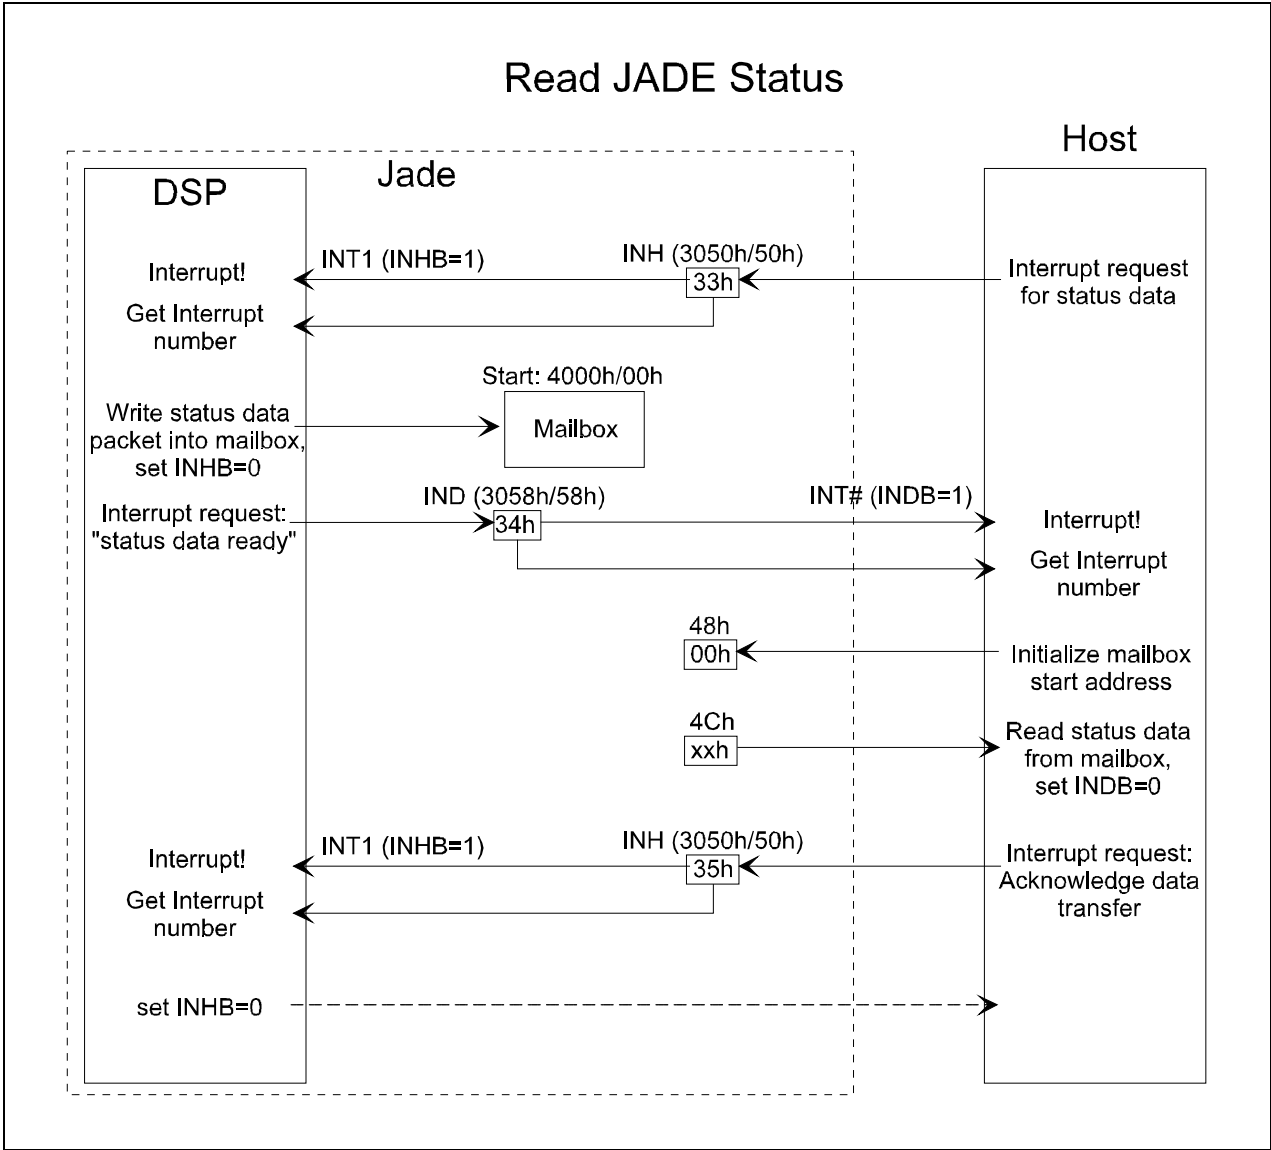 Read JADE Status
Host
Jade
DSP
INT1 (INHB=1)
INH (3050h/50h)
Interrupt!
33h
Interrupt request
for status data
Get Interrupt
number
Start: 4000h/00h
Write status data
packet into mailbox,
set INHB=0
Mailbox
IND (3058h/58h)
INT# (INDB=1)
Interrupt request:
"status data ready"
34h
Interrupt!
Get Interrupt
number
48h
00h
Initialize mailbox
start address
4Ch
xxh
Read status data
from mailbox,
set INDB=0
INT1 (INHB=1)
INH (3050h/50h)
Interrupt!
35h
Interrupt request:
Acknowledge data
transfer
Get Interrupt
number
set INHB=0